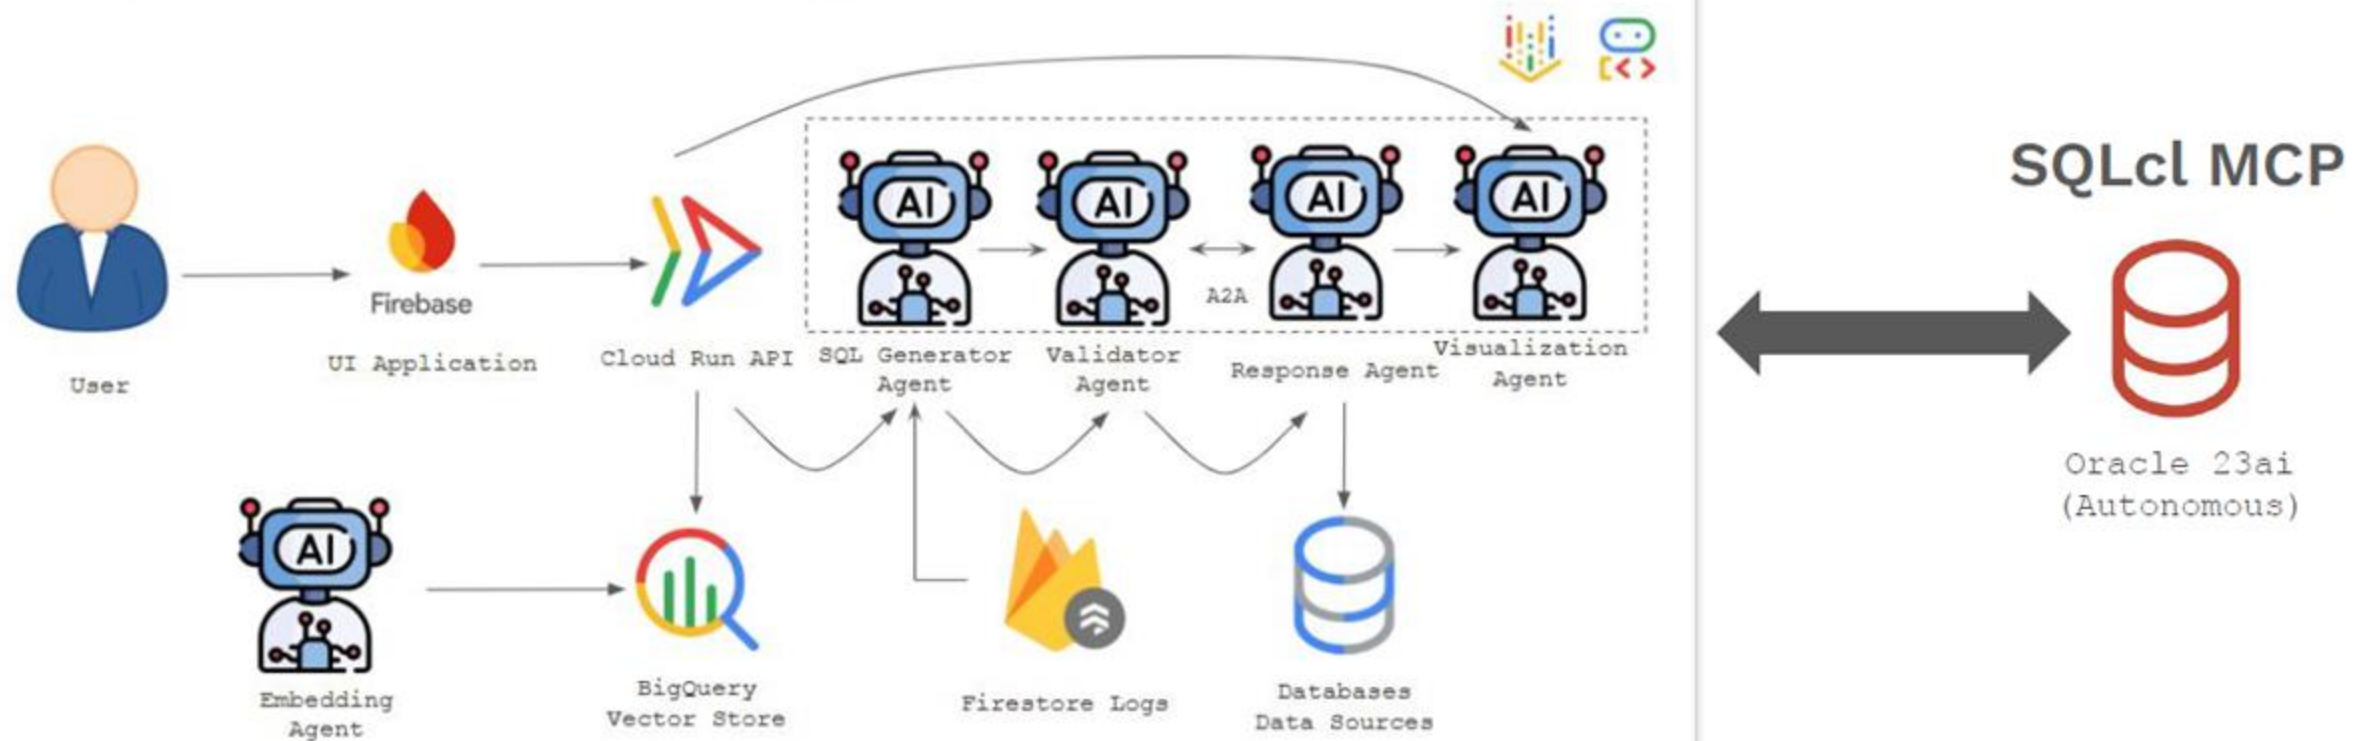 SQLcl MCP
AI
AI
AI
AI
A2A
Firebase
User
UI Application
Cloud Run API
SQL Generator
Agent
Validator
Agent
Response Agent
Visualization
Agent
Oracle 23ai
(Autonomous)
AI
Embedding
Agent
BigQuery
Vector Store
Firestore Logs
Databases
Data Sources